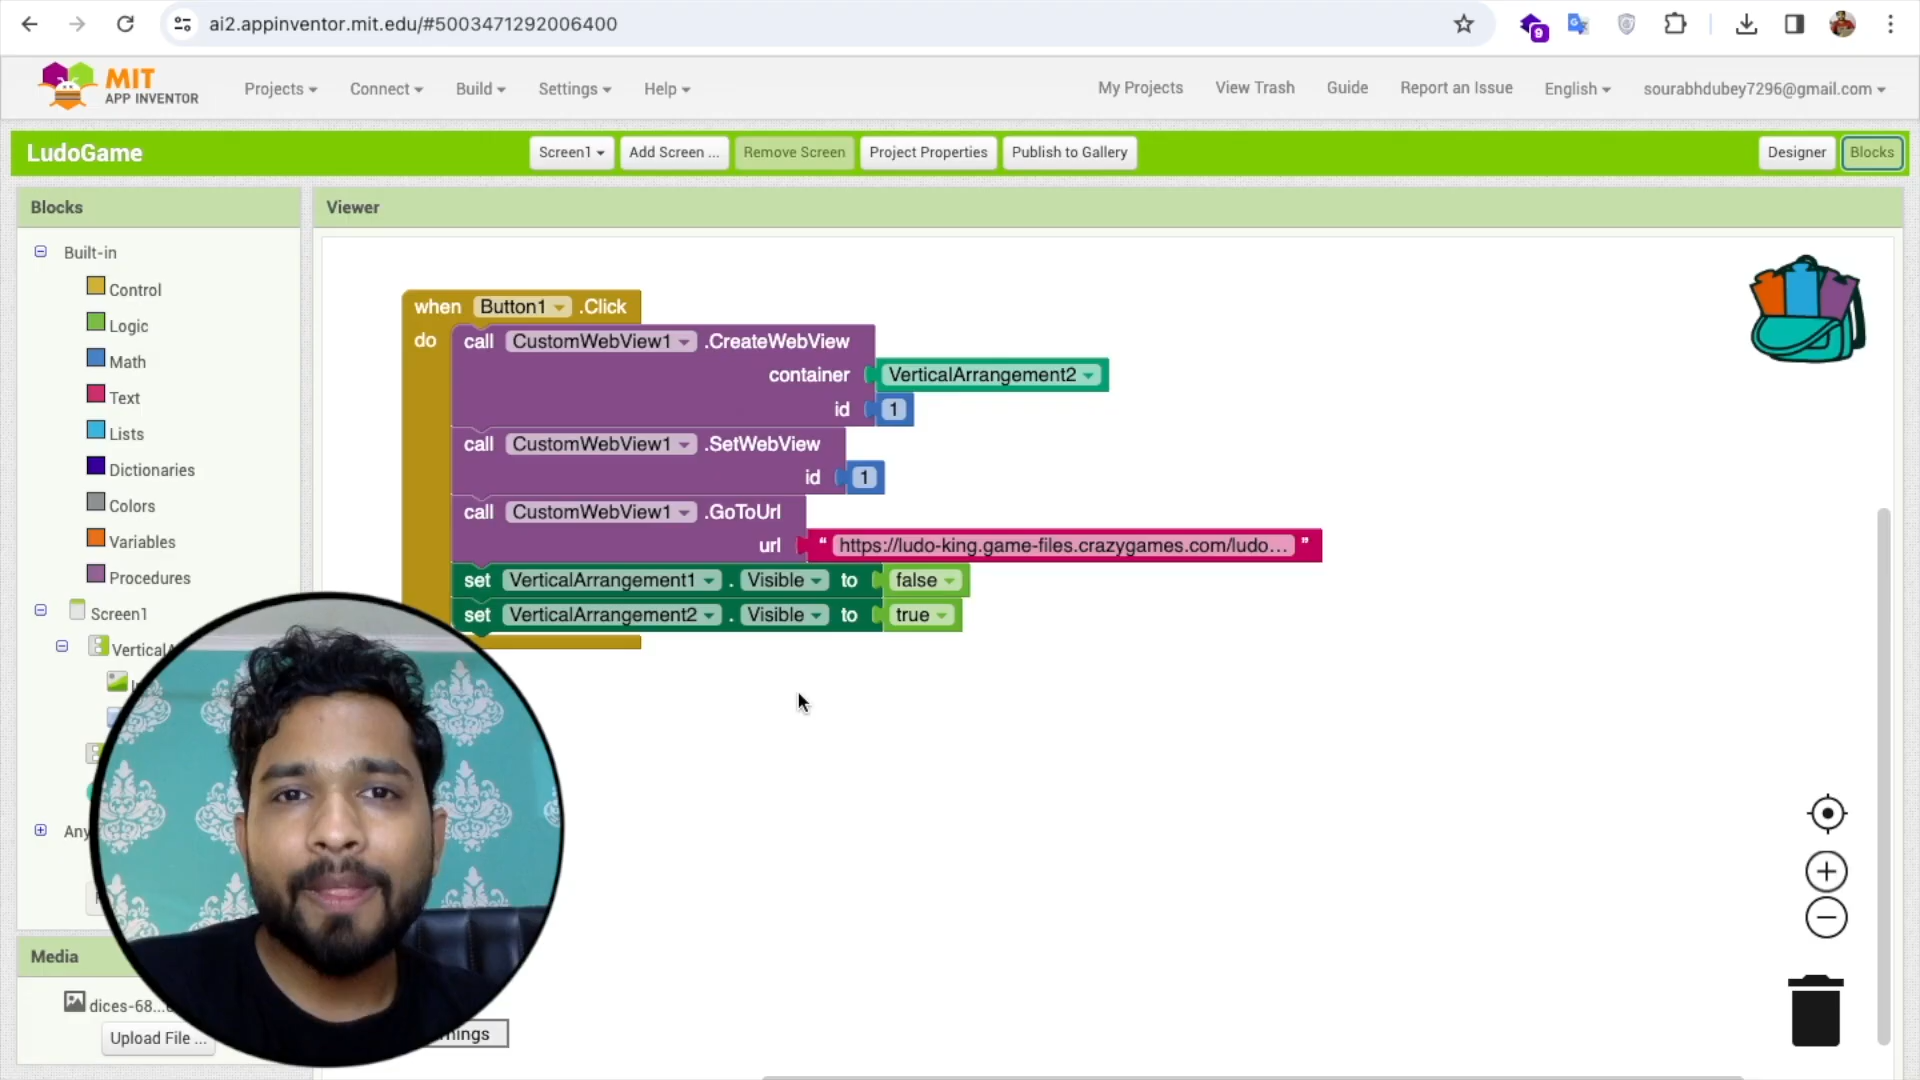 ai2.appinventor.mit.edu/#5003471292006400
9
MIT
APP INVENTOR
Projects
Connect
Build
Settings
Help
My Projects
View Trash
Guide
Report an Issue
English
sourabhdubey7296@gmail.com
LudoGame
Screen1
Add Screen ...
Remove Screen
Project Properties
Publish to Gallery
Designer
Blocks
Blocks
Viewer
Built-in
Control
Logic
Math
Text
Lists
Dictionaries
Colors
Variables
Procedures
Screen1
when Button1 .Click
do call CustomWebView1 .CreateWebView
container VerticalArrangement2
id 1
call CustomWebView1 .SetWebView
id 1
call CustomWebView1 .GoToUrl
url “ https://ludo-king.game-files.crazygames.com/ludo... ”
set VerticalArrangement1 . Visible to false
set VerticalArrangement2 . Visible to true
Media
dices-68...
Upload File ...